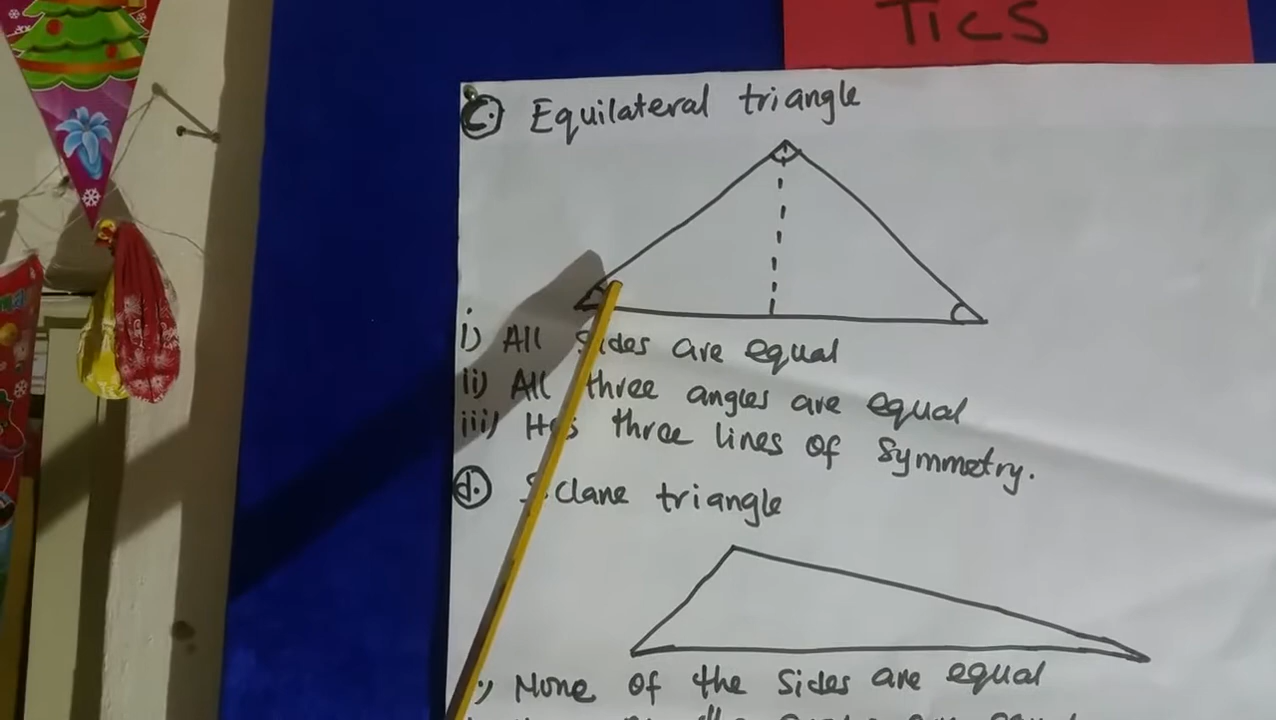 TICS
C. Equilateral triangle
i) All sides are equal
ii) All three angles are equal
iii) Has three lines of symmetry.
d. Sclane triangle
None of the sides are equal